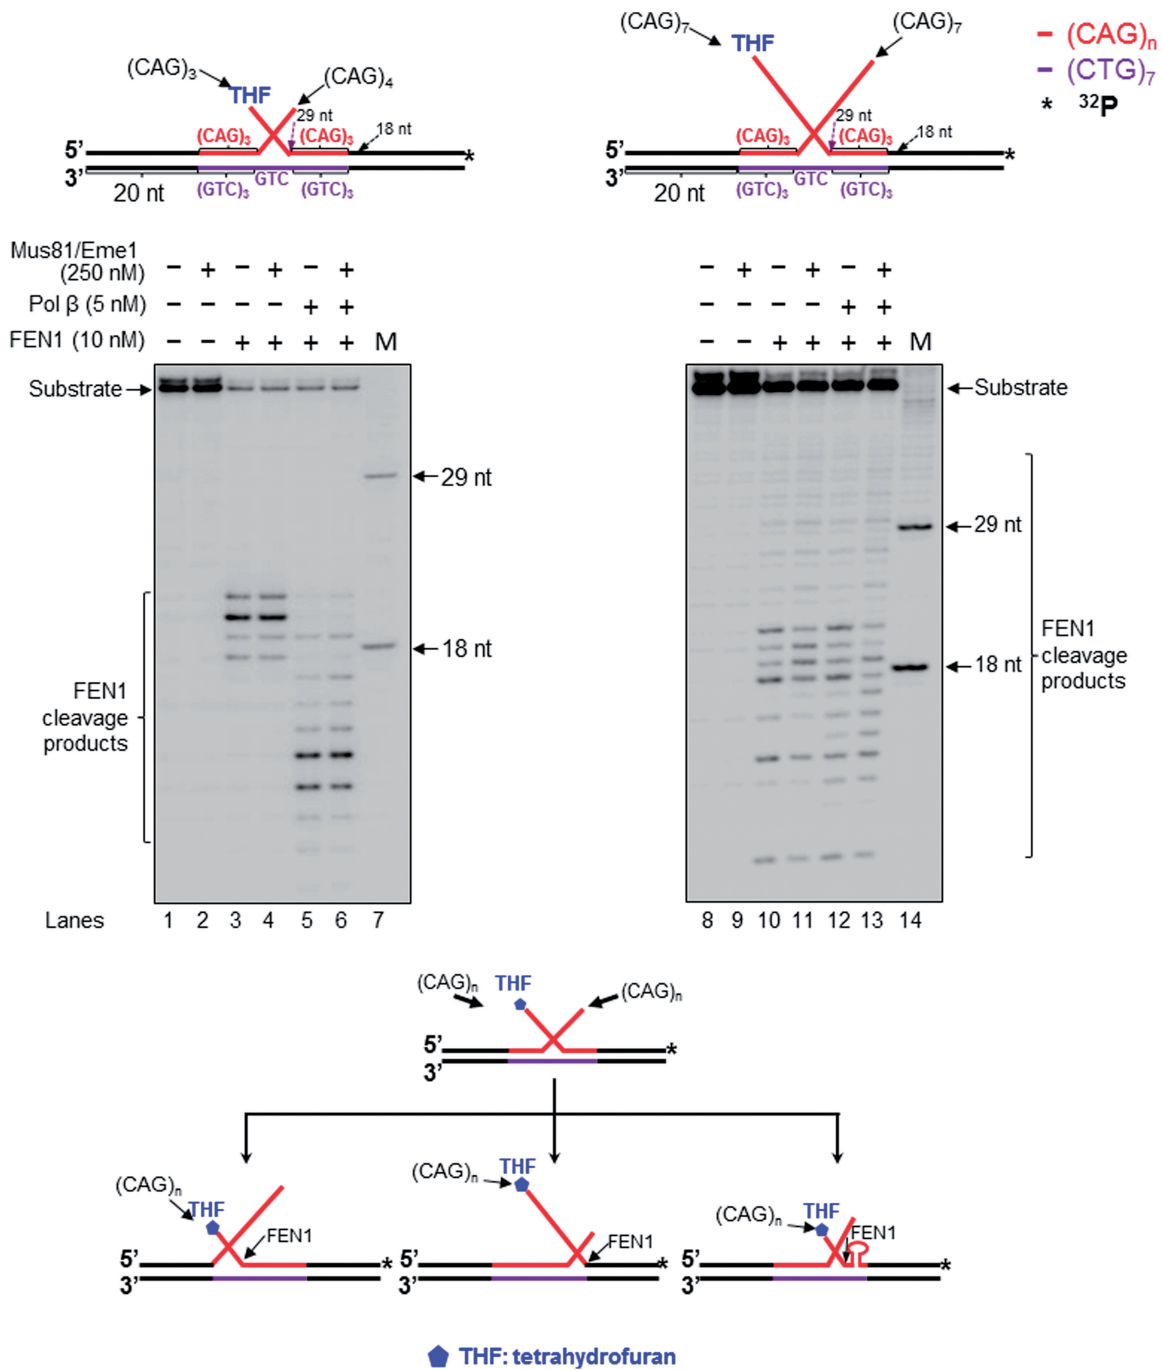 (CAG)7
THF
(CAG)7
(CAG)n
(CTG)7
* 32P
(CAG)3
THF
(CAG)4
29 nt
(CAG)3
(CAG)3
18 nt
5’
*
3’
20 nt
(GTC)3
GTC
(GTC)3
29 nt
(CAG)3
(CAG)3
18 nt
5’
*
3’
20 nt
(GTC)3
GTC
(GTC)3
Mus81/Eme1
(250 nM)
− + − + − +
− + − + − +
Pol β (5 nM)
− − − − + +
− − − − + +
FEN1 (10 nM)
− − + + + + M
− − + + + + M
Substrate
Substrate
29 nt
18 nt
FEN1
cleavage
products
29 nt
18 nt
FEN1
cleavage
products
Lanes 1 2 3 4 5 6 7
8 9 10 11 12 13 14
(CAG)n
THF
(CAG)n
5’
*
3’
(CAG)n
THF
FEN1
5’
*
3’
(CAG)n
THF
FEN1
5’
*
3’
(CAG)n
THF
FEN1
5’
*
3’
THF: tetrahydrofuran